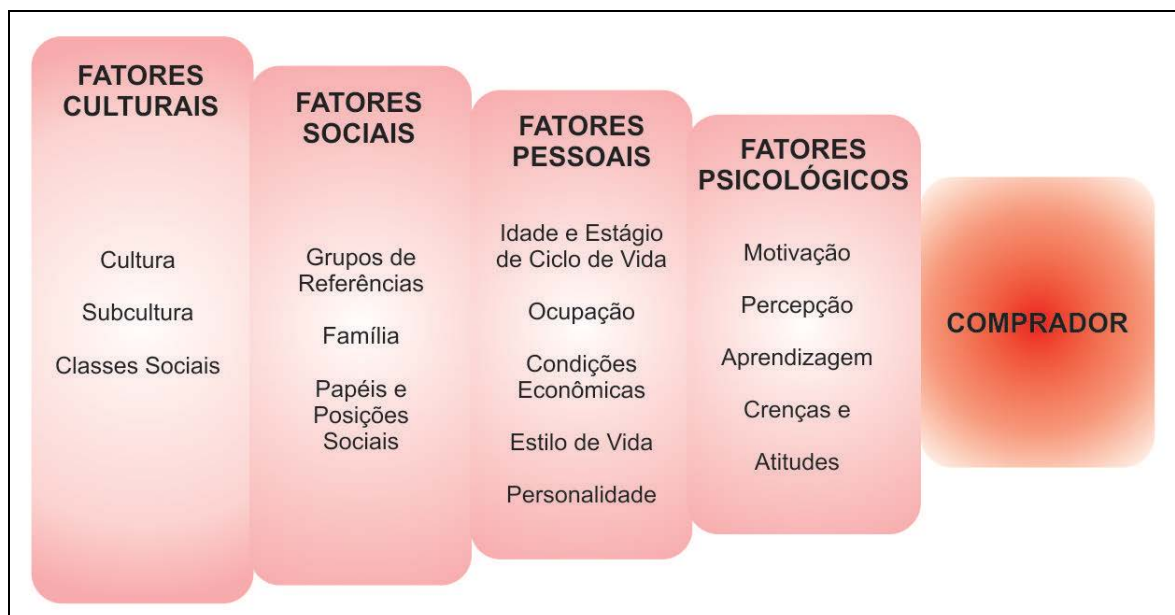 FATORES
CULTURAIS
Cultura
Subcultura
Classes Sociais
FATORES
SOCIAIS
Grupos de
Referências
Família
Papéis e
Posições
Sociais
FATORES
PESSOAIS
Idade e Estágio
de Ciclo de Vida
Ocupação
Condições
Econômicas
Estilo de Vida
Personalidade
FATORES
PSICOLÓGICOS
Motivação
Percepção
Aprendizagem
Crenças e
Atitudes
COMPRADOR